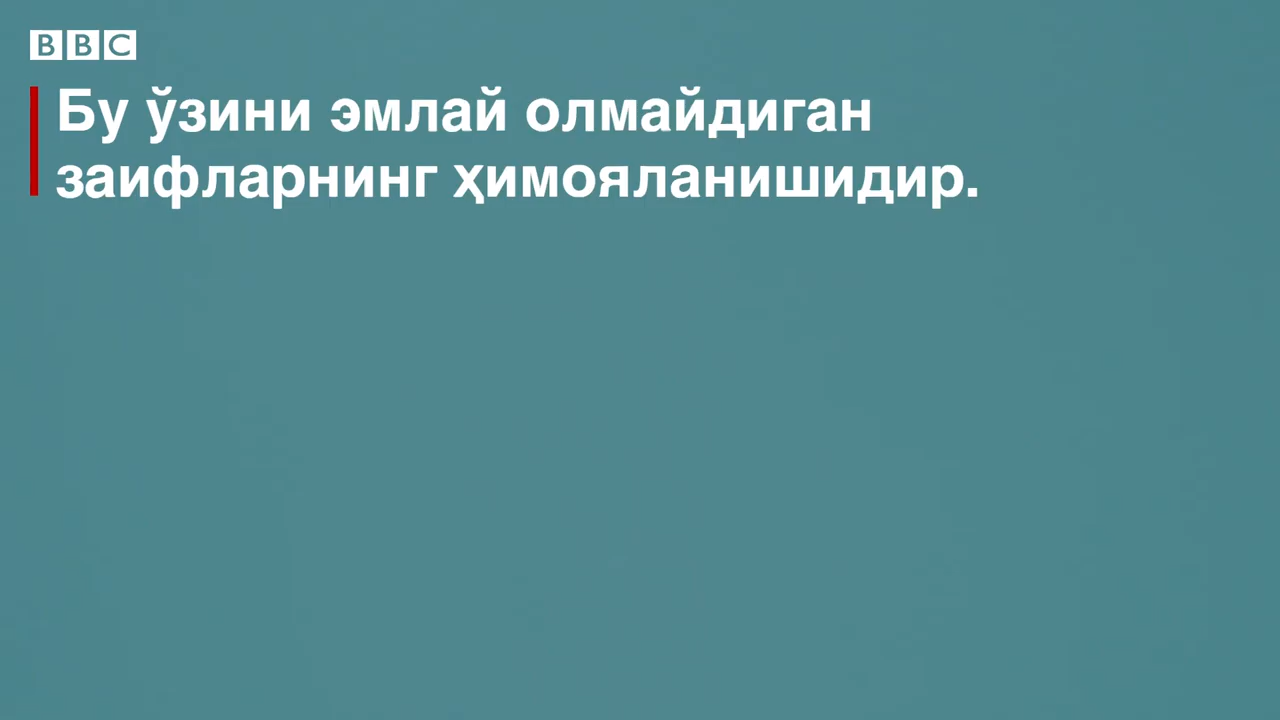 BBC
Бу ўзини эмлай олмайдиган
заифларнинг ҳимояланишидир.